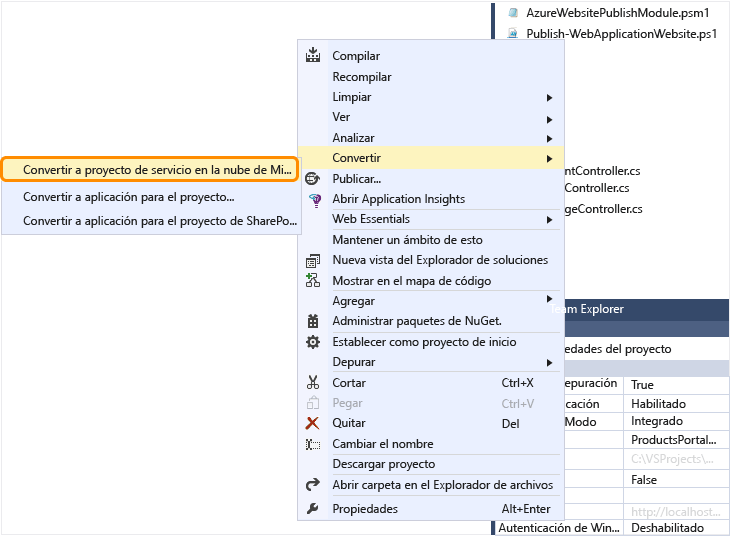 AzureWebsitePublishModule.psm1
Publish-WebApplicationWebsite.ps1
Compilar
Recompilar
Limpiar
Ver
Analizar
Convertir
Convertir a proyecto de servicio en la nube de Mi...
Convertir a aplicación para el proyecto...
Convertir a aplicación para el proyecto de SharePo...
Publicar...
Abrir Application Insights
Web Essentials
Mantener un ámbito de esto
Nueva vista del Explorador de soluciones
Mostrar en el mapa de código
Agregar
Administrar paquetes de NuGet.
Establecer como proyecto de inicio
Depurar
Cortar Ctrl+X
Pegar Ctrl+V
Quitar Del
Cambiar el nombre
Descargar proyecto
Abrir carpeta en el Explorador de archivos
Propiedades Alt+Enter
ntController.cs
Controller.cs
geController.cs
Team Explorer
edades del proyecto
epuración True
cación Habilitado
Modo Integrado
ProductsPortal...
C:\VSProjects\...
False
http://localhost...
Autenticación de Win... Deshabilitado